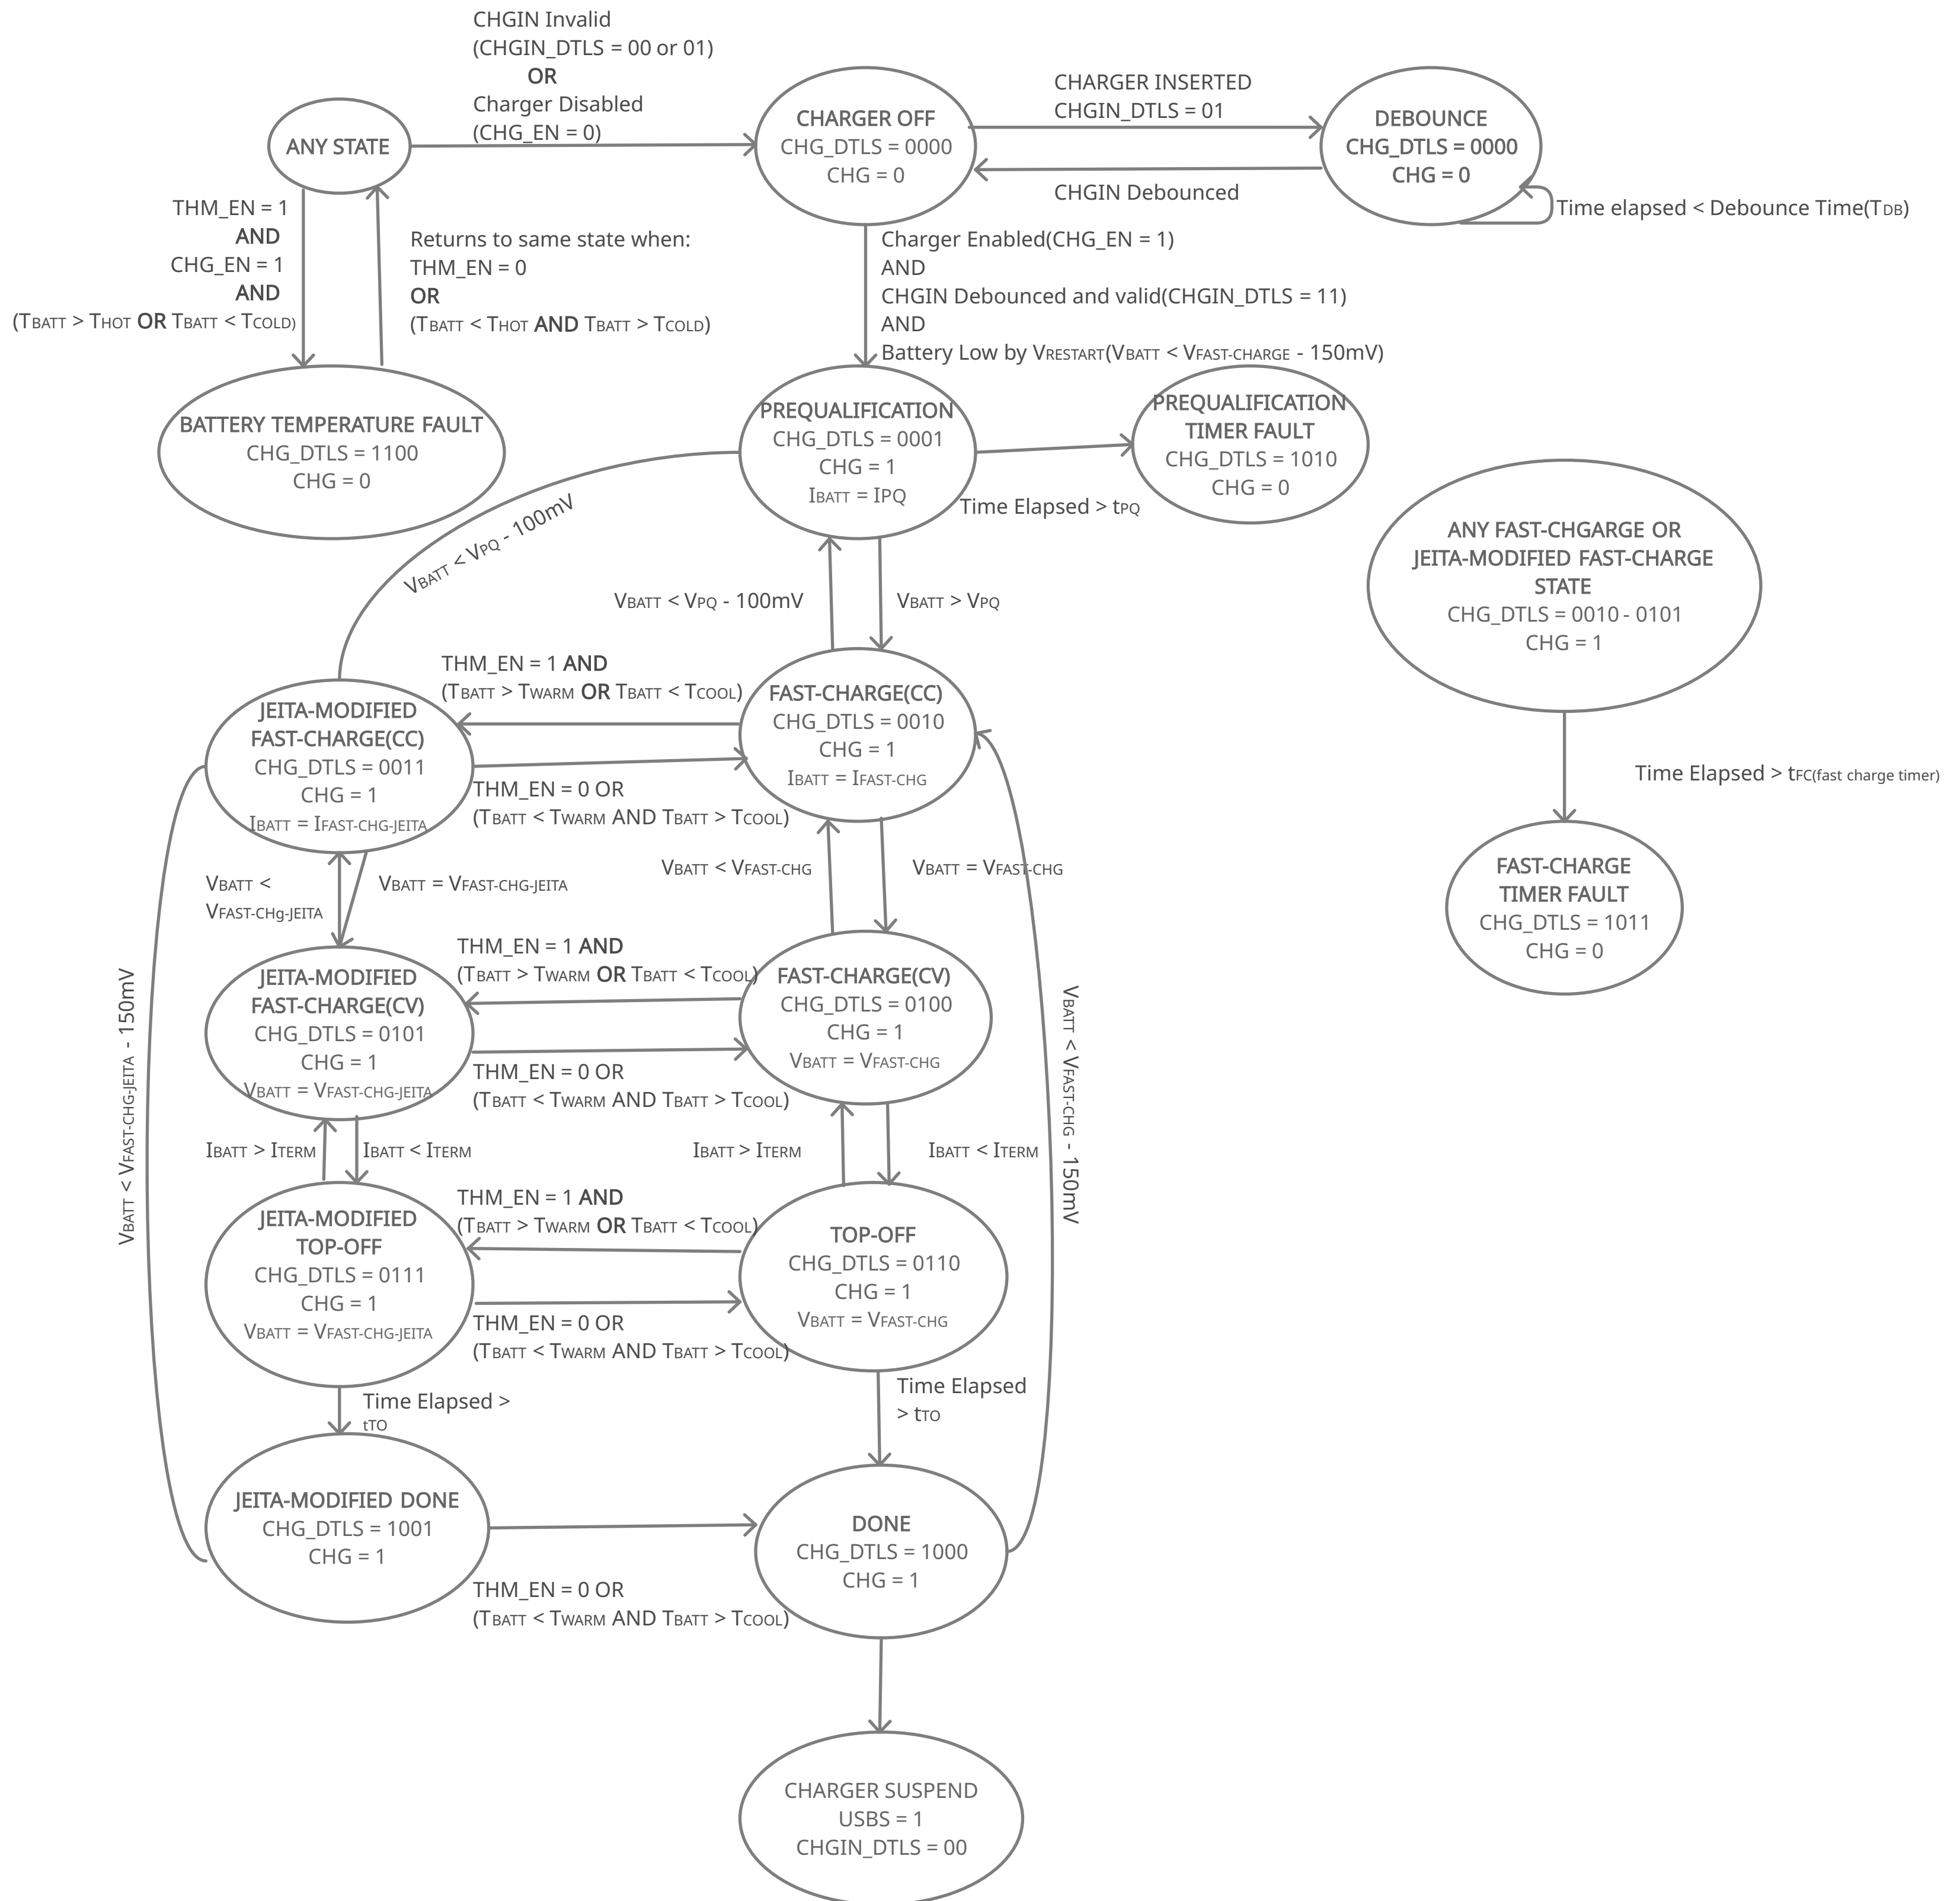 CHGIN Invalid
(CHGIN_DTLS = 00 or 01)
OR
Charger Disabled
(CHG_EN = 0)
ANY STATE
CHARGER OFF
CHG_DTLS = 0000
CHG = 0
CHARGER INSERTED
CHGIN_DTLS = 01
CHGIN Debounced
DEBOUNCE
CHG_DTLS = 0000
CHG = 0
Time elapsed < Debounce Time(TDB)
THM_EN = 1
AND
CHG_EN = 1
AND
(TBATT > THOT OR TBATT < TCOLD)
Returns to same state when:
THM_EN = 0
OR
(TBATT < THOT AND TBATT > TCOLD)
Charger Enabled(CHG_EN = 1)
AND
CHGIN Debounced and valid(CHGIN_DTLS = 11)
AND
Battery Low by VRESTART(VBATT < VFAST-CHARGE - 150mV)
BATTERY TEMPERATURE FAULT
CHG_DTLS = 1100
CHG = 0
PREQUALIFICATION
CHG_DTLS = 0001
CHG = 1
IBATT = IPQ
Time Elapsed > tPQ
PREQUALIFICATION
TIMER FAULT
CHG_DTLS = 1010
CHG = 0
ANY FAST-CHGARGE OR
JEITA-MODIFIED FAST-CHARGE
STATE
CHG_DTLS = 0010 - 0101
CHG = 1
Time Elapsed > tFC(fast charge timer)
FAST-CHARGE
TIMER FAULT
CHG_DTLS = 1011
CHG = 0
VBATT < VPQ - 100mV
VBATT < VPQ - 100mV
VBATT > VPQ
THM_EN = 1 AND
(TBATT > TWARM OR TBATT < TCOOL)
JEITA-MODIFIED
FAST-CHARGE(CC)
CHG_DTLS = 0011
CHG = 1
IBATT = IFAST-CHG-JEITA
FAST-CHARGE(CC)
CHG_DTLS = 0010
CHG = 1
IBATT = IFAST-CHG
THM_EN = 0 OR
(TBATT < TWARM AND TBATT > TCOOL)
VBATT <
VFAST-CHg-JEITA
VBATT = VFAST-CHG-JEITA
VBATT < VFAST-CHG
VBATT = VFAST-CHG
THM_EN = 1 AND
(TBATT > TWARM OR TBATT < TCOOL)
JEITA-MODIFIED
FAST-CHARGE(CV)
CHG_DTLS = 0101
CHG = 1
VBATT = VFAST-CHG-JEITA
FAST-CHARGE(CV)
CHG_DTLS = 0100
CHG = 1
VBATT = VFAST-CHG
THM_EN = 0 OR
(TBATT < TWARM AND TBATT > TCOOL)
VBATT < VFAST-CHG-JEITA - 150mV
VBATT < VFAST-CHG - 150mV
IBATT > ITERM
IBATT < ITERM
IBATT > ITERM
IBATT < ITERM
THM_EN = 1 AND
(TBATT > TWARM OR TBATT < TCOOL)
JEITA-MODIFIED
TOP-OFF
CHG_DTLS = 0111
CHG = 1
VBATT = VFAST-CHG-JEITA
TOP-OFF
CHG_DTLS = 0110
CHG = 1
VBATT = VFAST-CHG
THM_EN = 0 OR
(TBATT < TWARM AND TBATT > TCOOL)
Time Elapsed >
tTO
Time Elapsed
> tTO
JEITA-MODIFIED DONE
CHG_DTLS = 1001
CHG = 1
DONE
CHG_DTLS = 1000
CHG = 1
THM_EN = 0 OR
(TBATT < TWARM AND TBATT > TCOOL)
CHARGER SUSPEND
USBS = 1
CHGIN_DTLS = 00